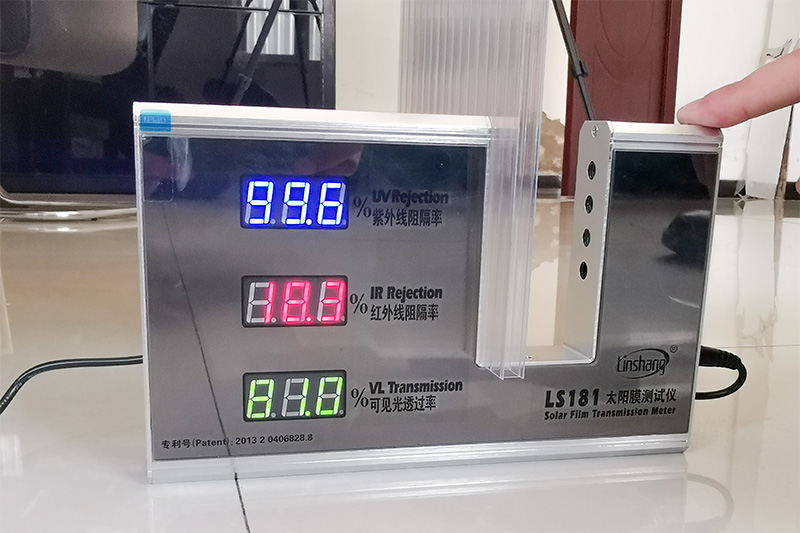 99.6 % UV Rejection
紫外线阻隔率
18.3 % IR Rejection
红外线阻隔率
81.0 % VL Transmission
可见光透过率
Linshang ®
LS181 太阳膜测试仪
Solar Film Transmission Meter
专利号(Patent): 2013 2 0406828.8